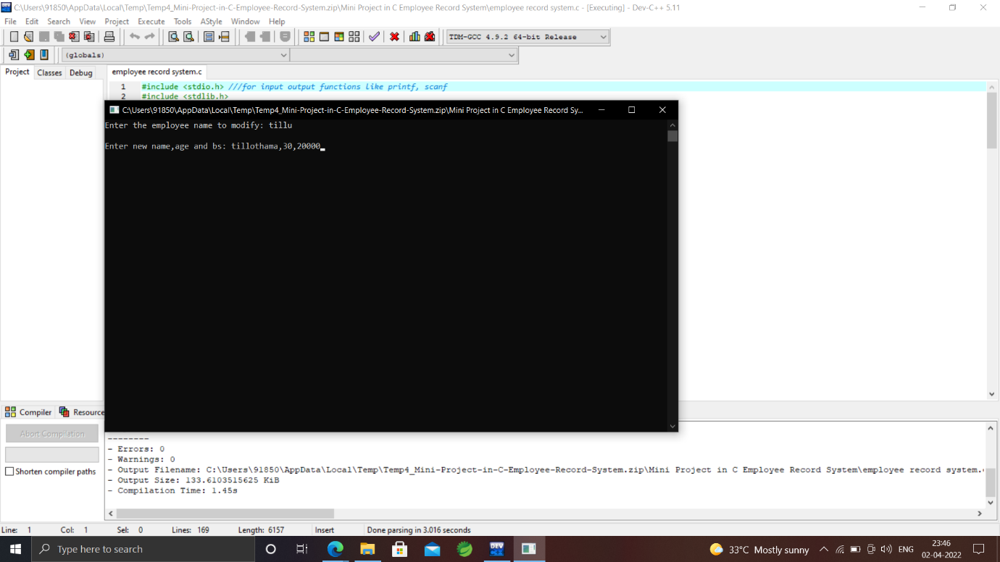 C:\Users\91850\AppData\Local\Temp\Temp4_Mini-Project-in-C-Employee-Record-System.zip\Mini Project in C Employee Record System\employee record system.c - [Executing] - Dev-C++ 5.11
File Edit Search View Project Execute Tools AStyle Window Help
TDM-GCC 4.9.2 64-bit Release
(globals)
Project Classes Debug employee record system.c
1 #include <stdio.h> ///for input output functions like printf, scanf
2 #include <stdlib.h>
C:\Users\91850\AppData\Local\Temp\Temp4_Mini-Project-in-C-Employee-Record-System.zip\Mini Project in C Employee Record Sy...
Enter the employee name to modify: tillu
Enter new name,age and bs: tillothama,30,20000
Compiler Resource
Abort Compilation
--------
- Errors: 0
- Warnings: 0
Shorten compiler paths
- Output Filename: C:\Users\91850\AppData\Local\Temp\Temp4_Mini-Project-in-C-Employee-Record-System.zip\Mini Project in C Employee Record System\employee record system.
- Output Size: 133.6103515625 KiB
- Compilation Time: 1.45s
Line: 1 Col: 1 Sel: 0 Lines: 169 Length: 6157 Insert Done parsing in 3.016 seconds
Type here to search
DEV
33°C Mostly sunny
ENG
23:46
02-04-2022